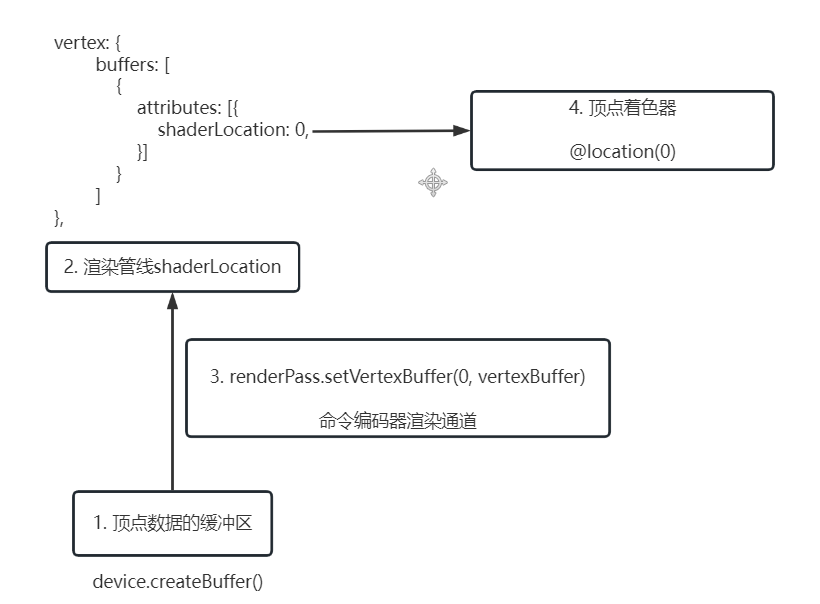 vertex: {
buffers: [
{
attributes: [{
shaderLocation: 0,
}]
}
]
},
4. 顶点着色器
@location(0)
2. 渲染管线shaderLocation
3. renderPass.setVertexBuffer(0, vertexBuffer)
命令编码器渲染通道
1. 顶点数据的缓冲区
device.createBuffer()